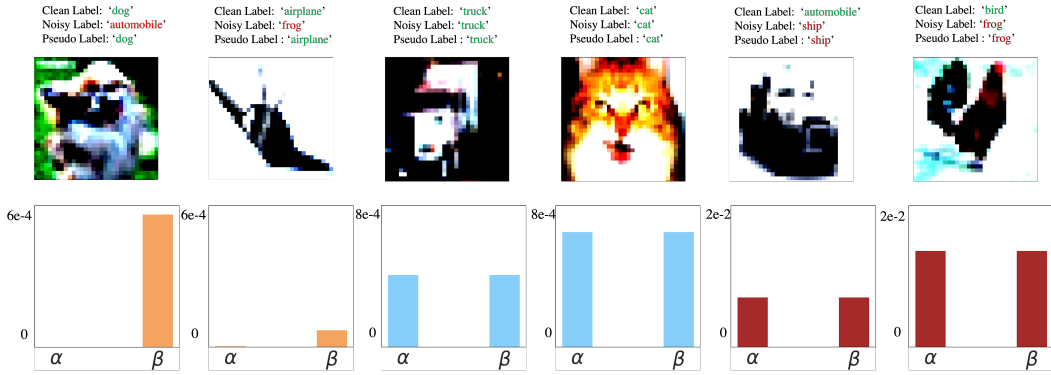 Clean Label: ‘dog’
Noisy Label: ‘automobile’
Pseudo Label: ‘dog’
Clean Label: ‘airplane’
Noisy Label: ‘frog’
Pseudo Label : ‘airplane’
Clean Label: ‘truck’
Noisy Label: ‘truck’
Pseudo Label : ‘truck’
Clean Label: ‘cat’
Noisy Label: ‘cat’
Pseudo Label : ‘cat’
Clean Label: ‘automobile’
Noisy Label: ‘ship’
Pseudo Label : ‘ship’
Clean Label: ‘bird’
Noisy Label: ‘frog’
Pseudo Label : ‘frog’
6e-4
0
α β
6e-4
0
α β
8e-4
0
α β
8e-4
0
α β
2e-2
0
α β
2e-2
0
α β